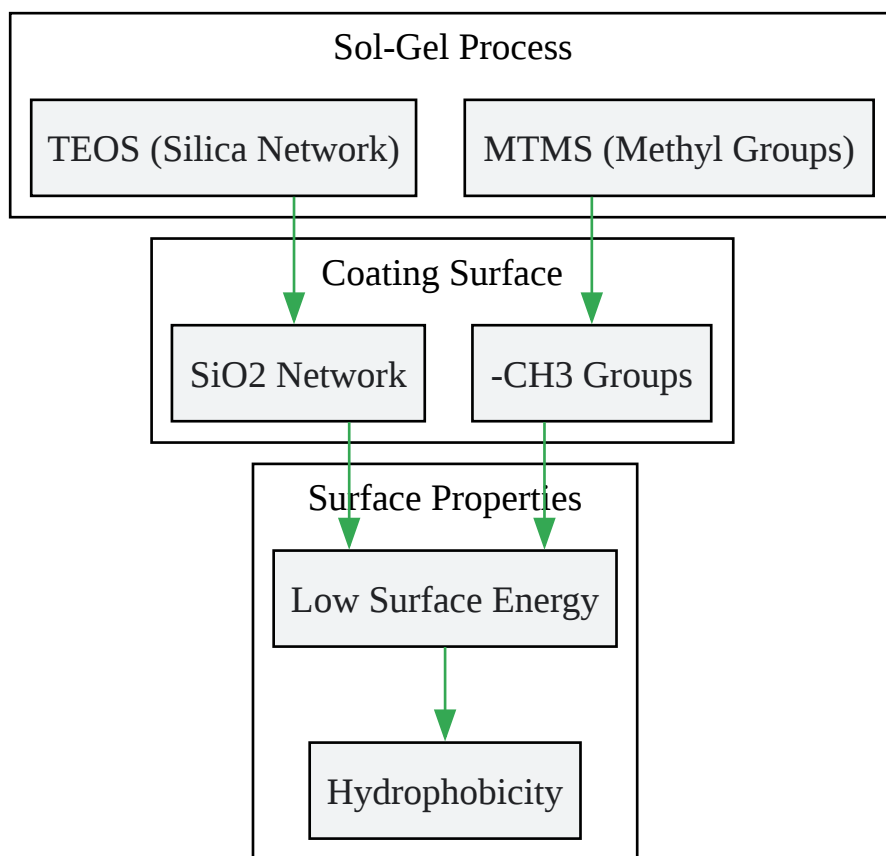 Sol-Gel Process
TEOS (Silica Network)
MTMS (Methyl Groups)
Coating Surface
SiO2 Network
-CH3 Groups
Surface Properties
Low Surface Energy
Hydrophobicity